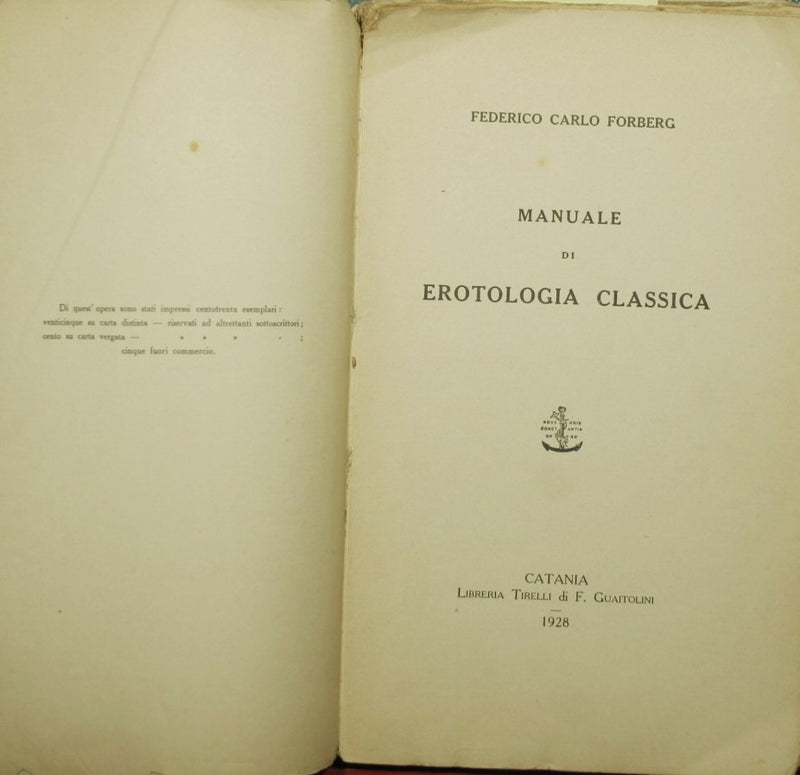 Di quest' opera sono stati impressi centotrenta esemplari :
venticinque su carta distinta — riservati ad altrettanti sottoscrittori ;
cento su carta vergata — » » » » ;
cinque fuori commercio.
FEDERICO CARLO FORBERG
MANUALE
DI
EROTOLOGIA CLASSICA
CATANIA
LIBRERIA TIRELLI di F. GUAITOLINI
1928